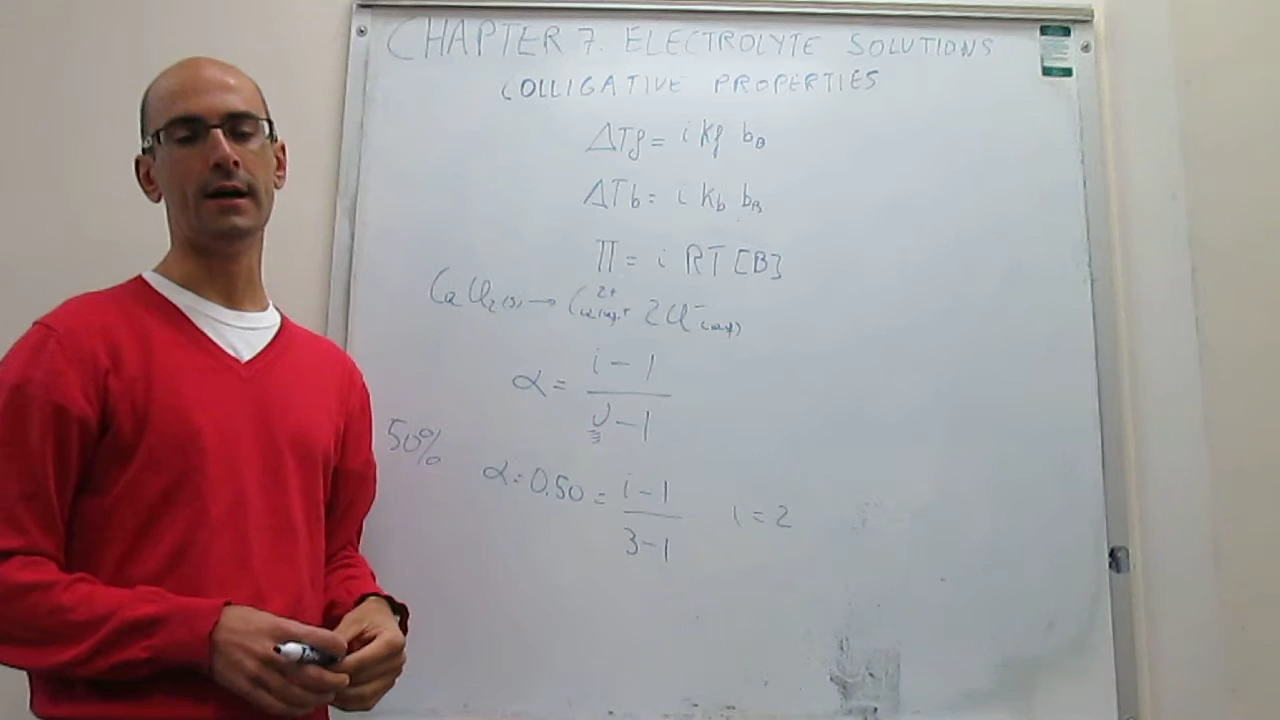 CHAPTER 7. ELECTROLYTE SOLUTIONS
COLLIGATIVE PROPERTIES
ΔTf = i Kf bB
ΔTb = i Kb bB
Π = i RT [B]
CaCl2(s) → Ca2+(aq) + 2Cl-(aq)
α = i - 1 / ν - 1
50%
α = 0.50 = i - 1 / 3 - 1 i = 2